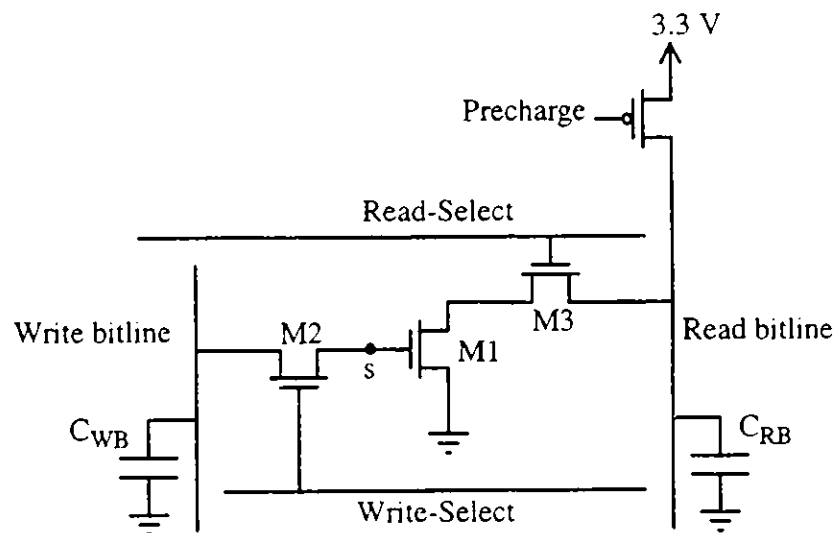 3.3 V
Precharge
Read-Select
Write bitline
M2
s
M1
M3
Read bitline
C_WB
C_RB
Write-Select